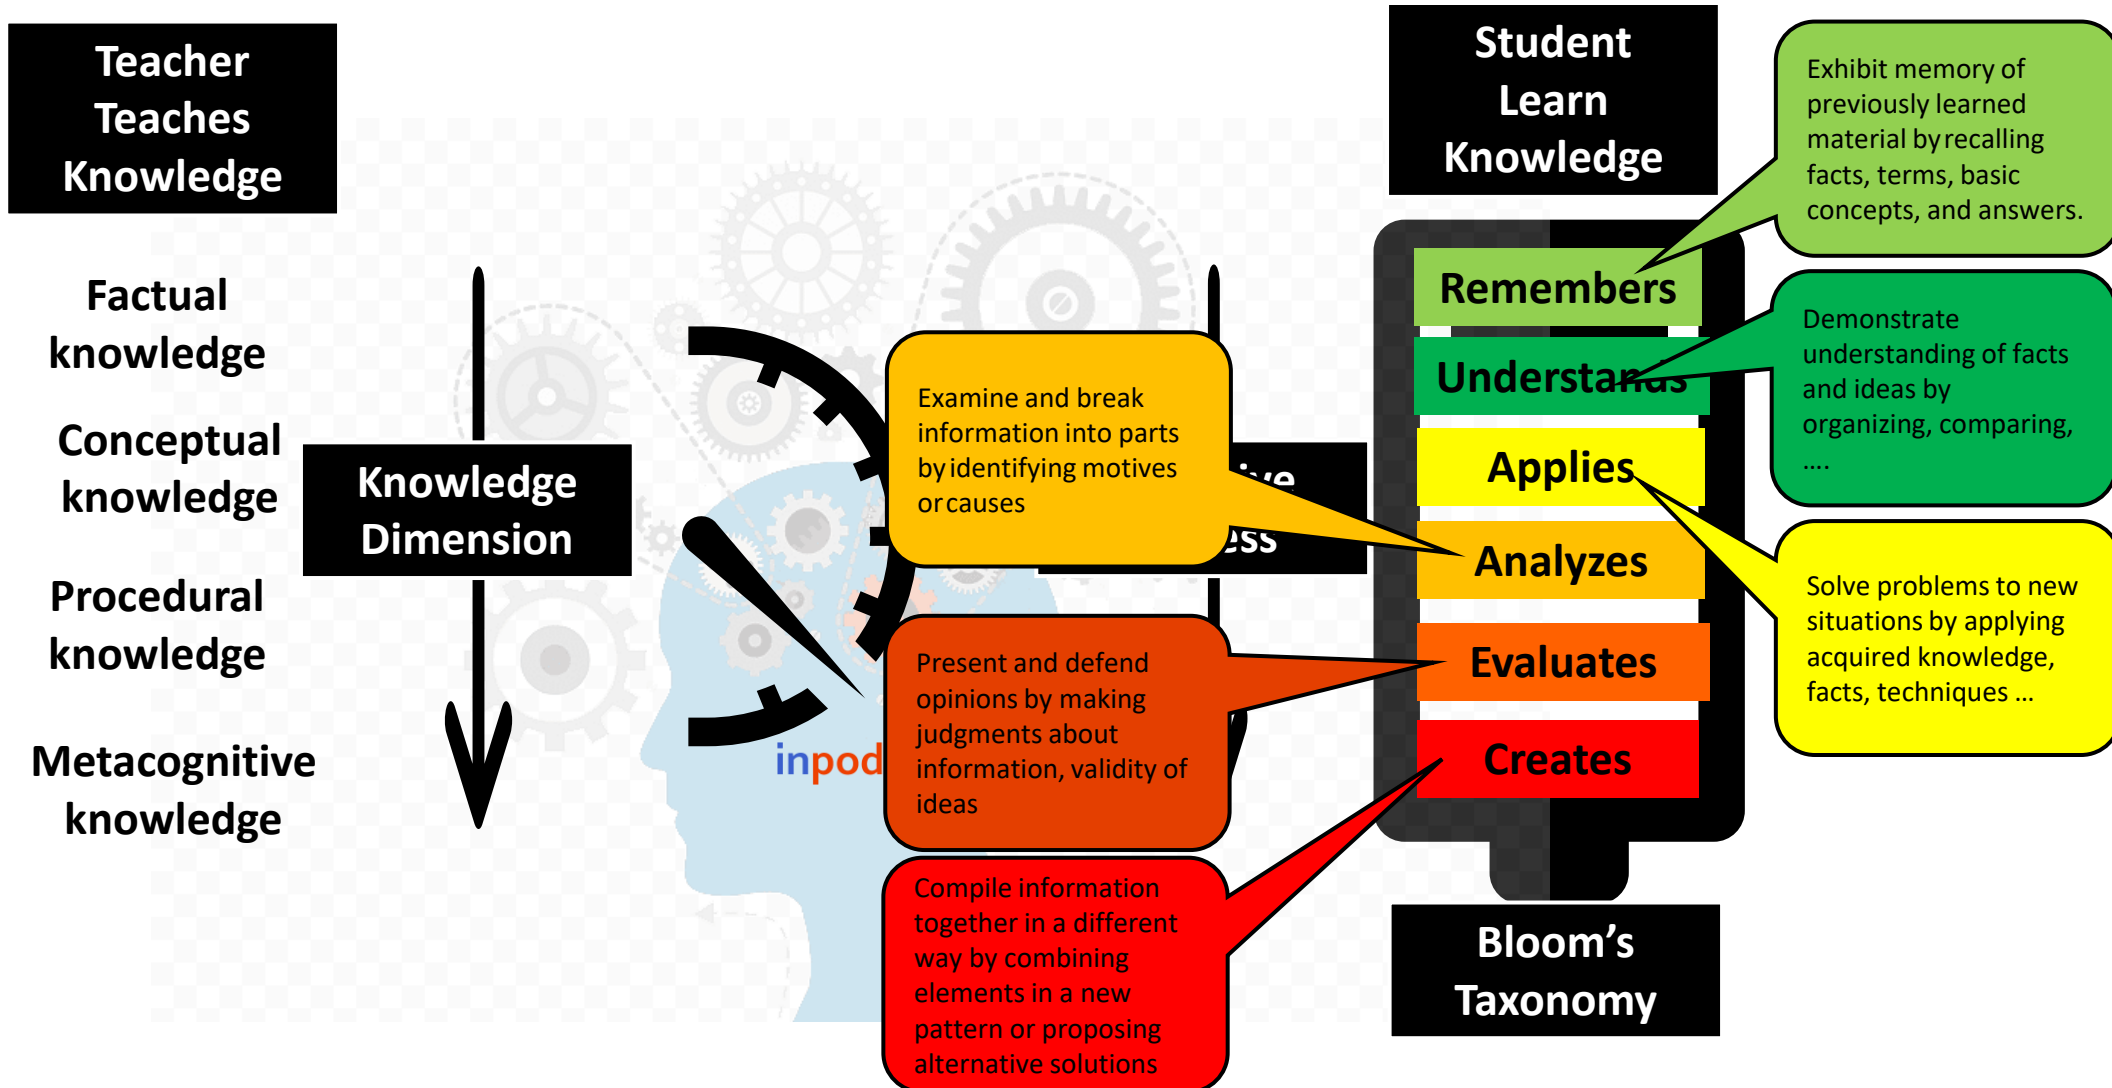 Teacher
Teaches
Knowledge
Factual
knowledge
Conceptual
knowledge
Procedural
knowledge
Metacognitive
knowledge
Knowledge
Dimension
inpod
Examine and break
information into parts
by identifying motives
or causes
Present and defend
opinions by making
judgments about
information, validity of
ideas
Compile information
together in a different
way by combining
elements in a new
pattern or proposing
alternative solutions
Student
Learn
Knowledge
Remembers
Understands
Applies
Analyzes
Evaluates
Creates
Bloom’s
Taxonomy
Exhibit memory of
previously learned
material by recalling
facts, terms, basic
concepts, and answers.
Demonstrate
understanding of facts
and ideas by
organizing, comparing,
….
Solve problems to new
situations by applying
acquired knowledge,
facts, techniques …